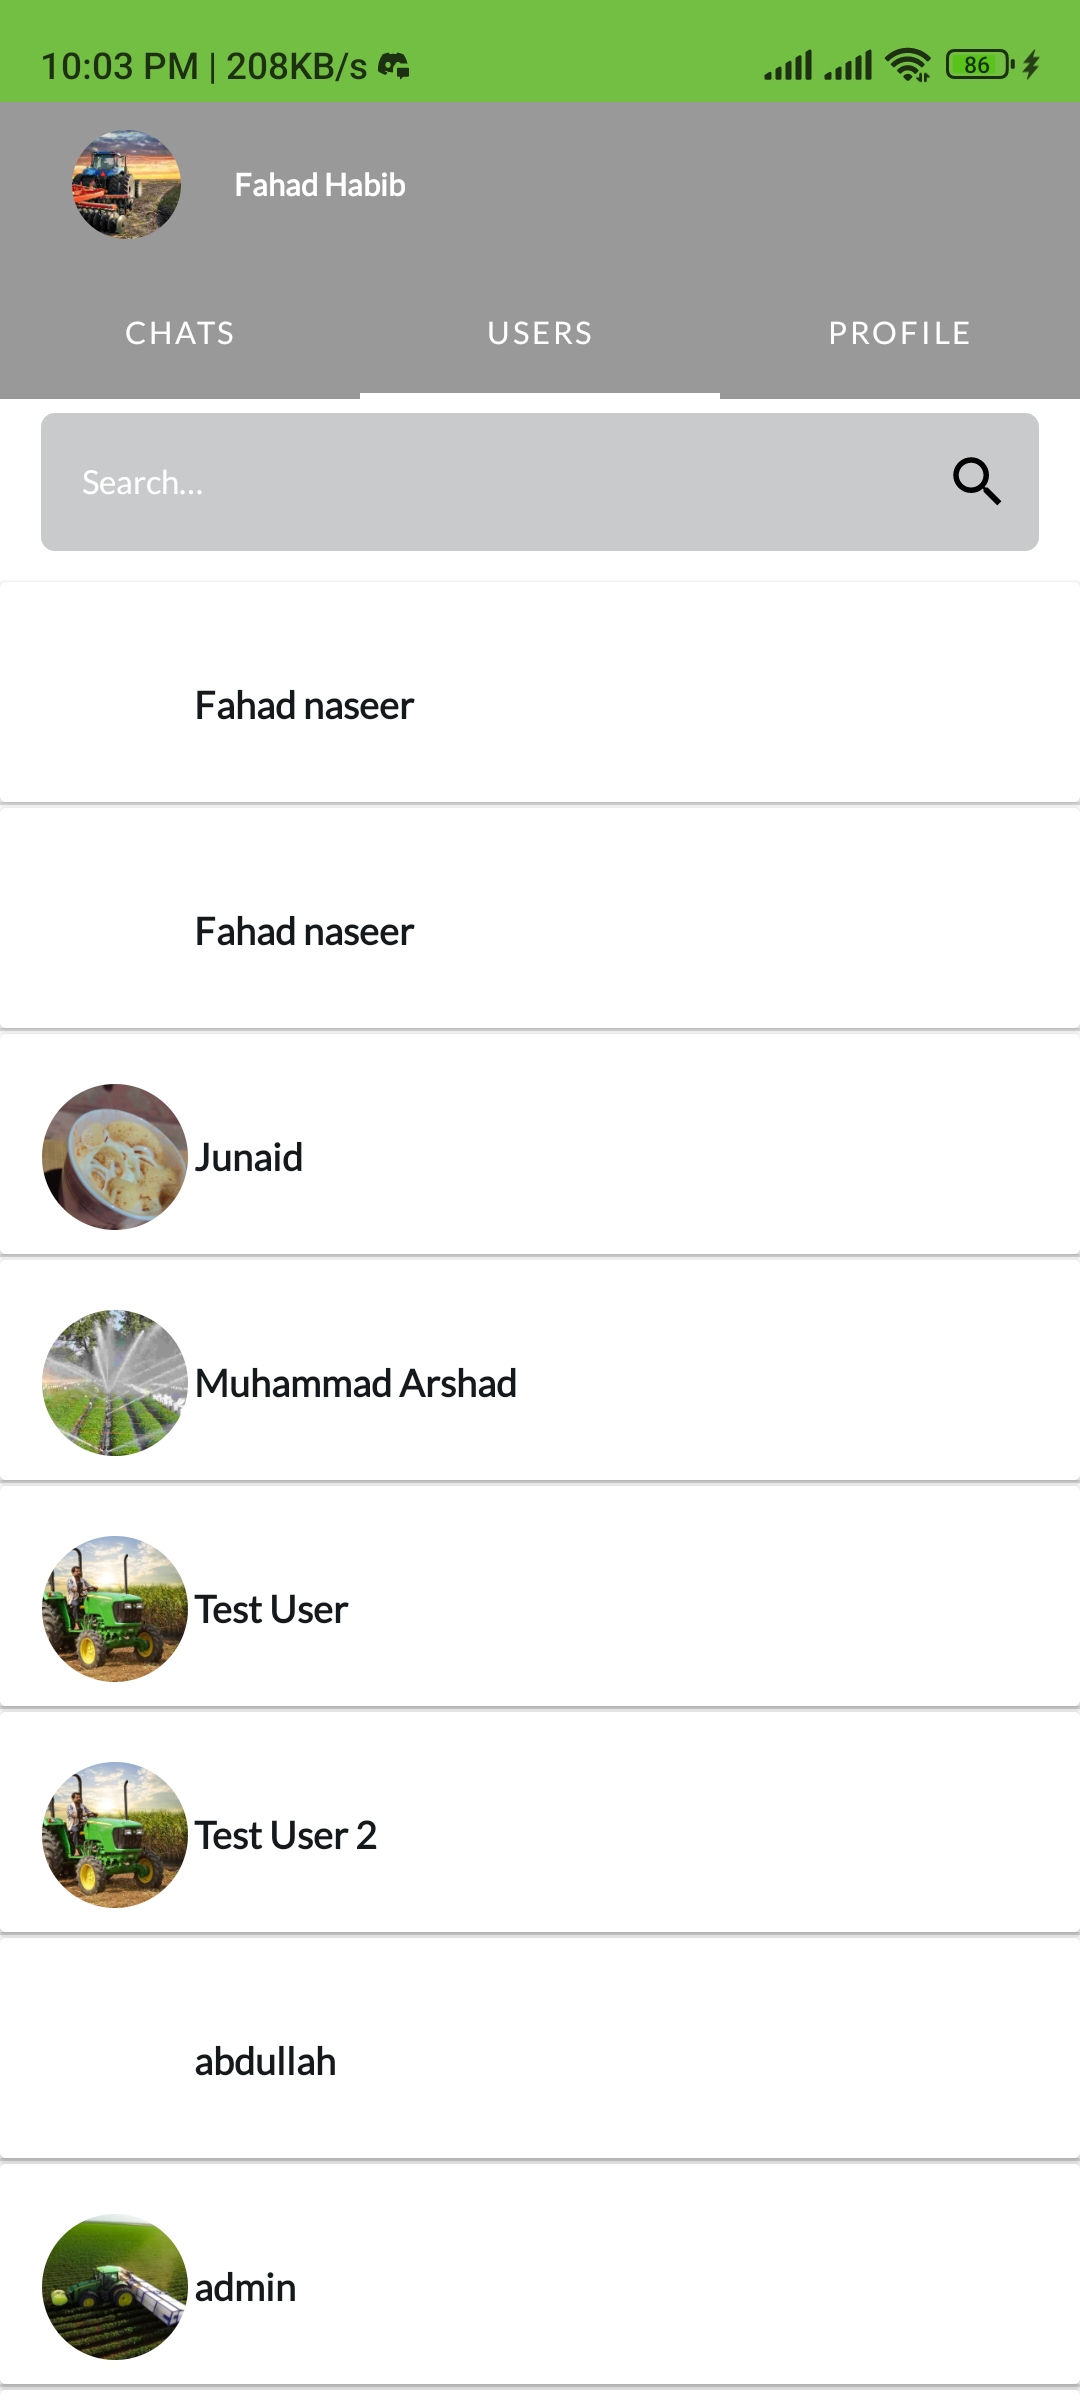 10:03 PM | 208KB/s 86
Fahad Habib
CHATS USERS PROFILE
Search...
Fahad naseer
Fahad naseer
Junaid
Muhammad Arshad
Test User
Test User 2
abdullah
admin